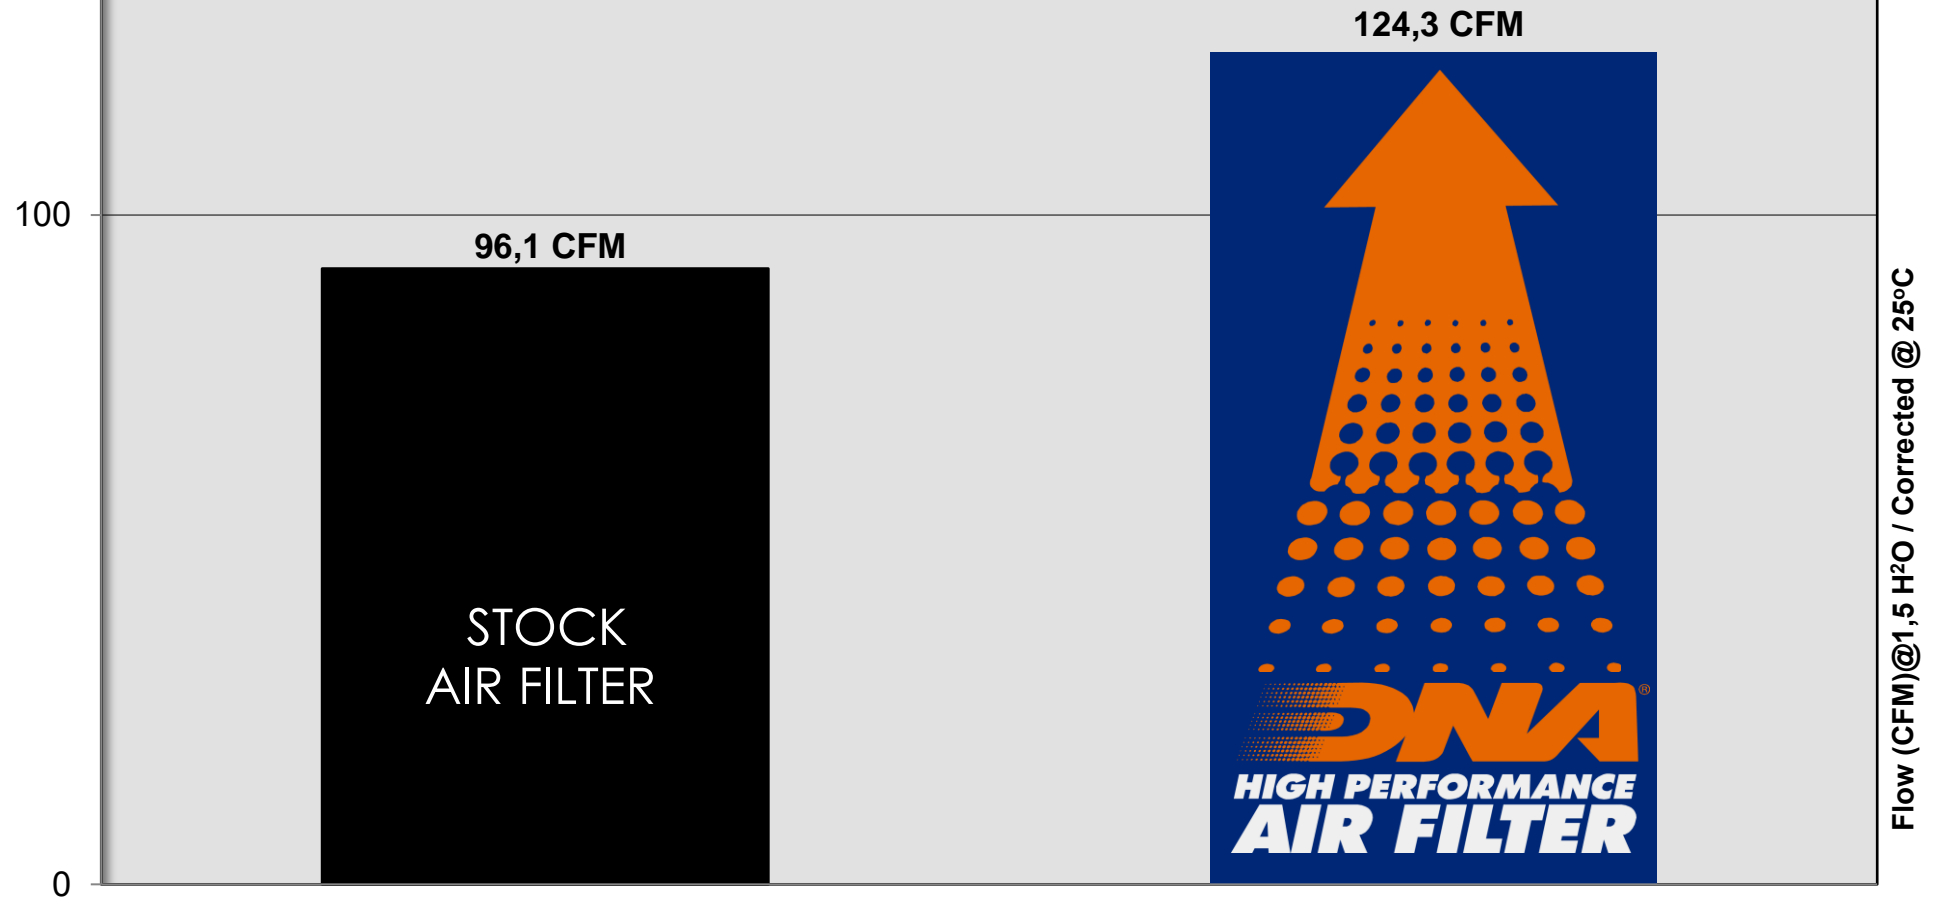 124,3 CFM
100
96,1 CFM
STOCK
AIR FILTER
DNA®
HIGH PERFORMANCE
AIR FILTER
0
Flow (CFM)@1,5 H²O / Corrected @ 25ºC